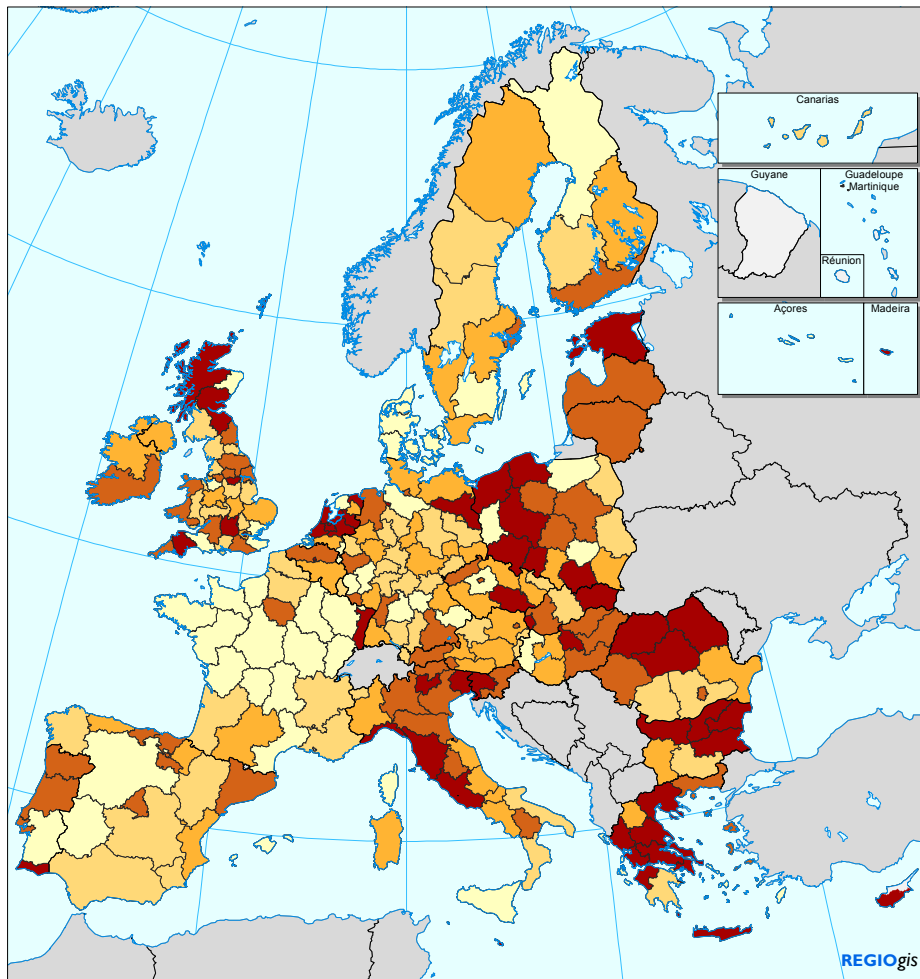 Canarias
Guyane
Guadeloupe
Martinique
Réunion
Açores
Madeira
REGIOgis